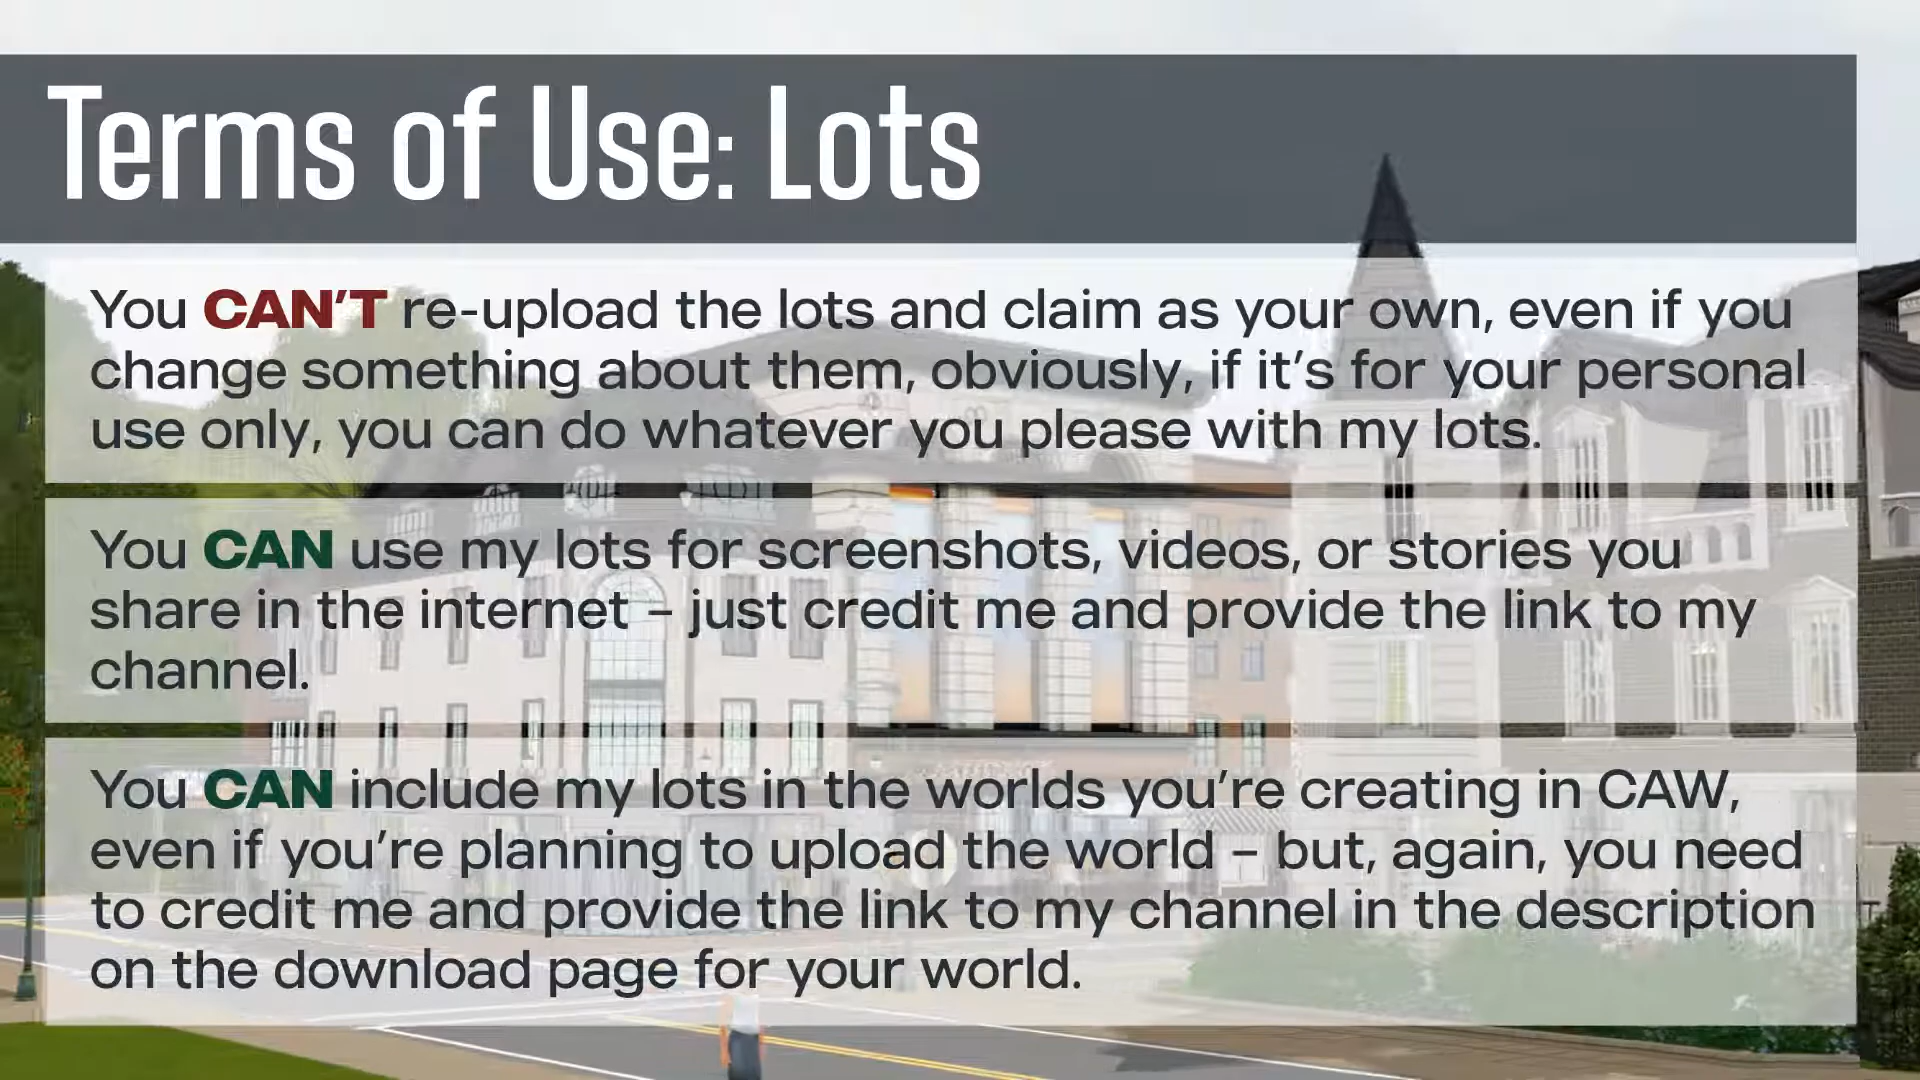 Terms of Use: Lots
You CAN'T re-upload the lots and claim as your own, even if you
change something about them, obviously, if it's for your personal
use only, you can do whatever you please with my lots.
You CAN use my lots for screenshots, videos, or stories you
share in the internet – just credit me and provide the link to my
channel.
You CAN include my lots in the worlds you're creating in CAW,
even if you're planning to upload the world – but, again, you need
to credit me and provide the link to my channel in the description
on the download page for your world.